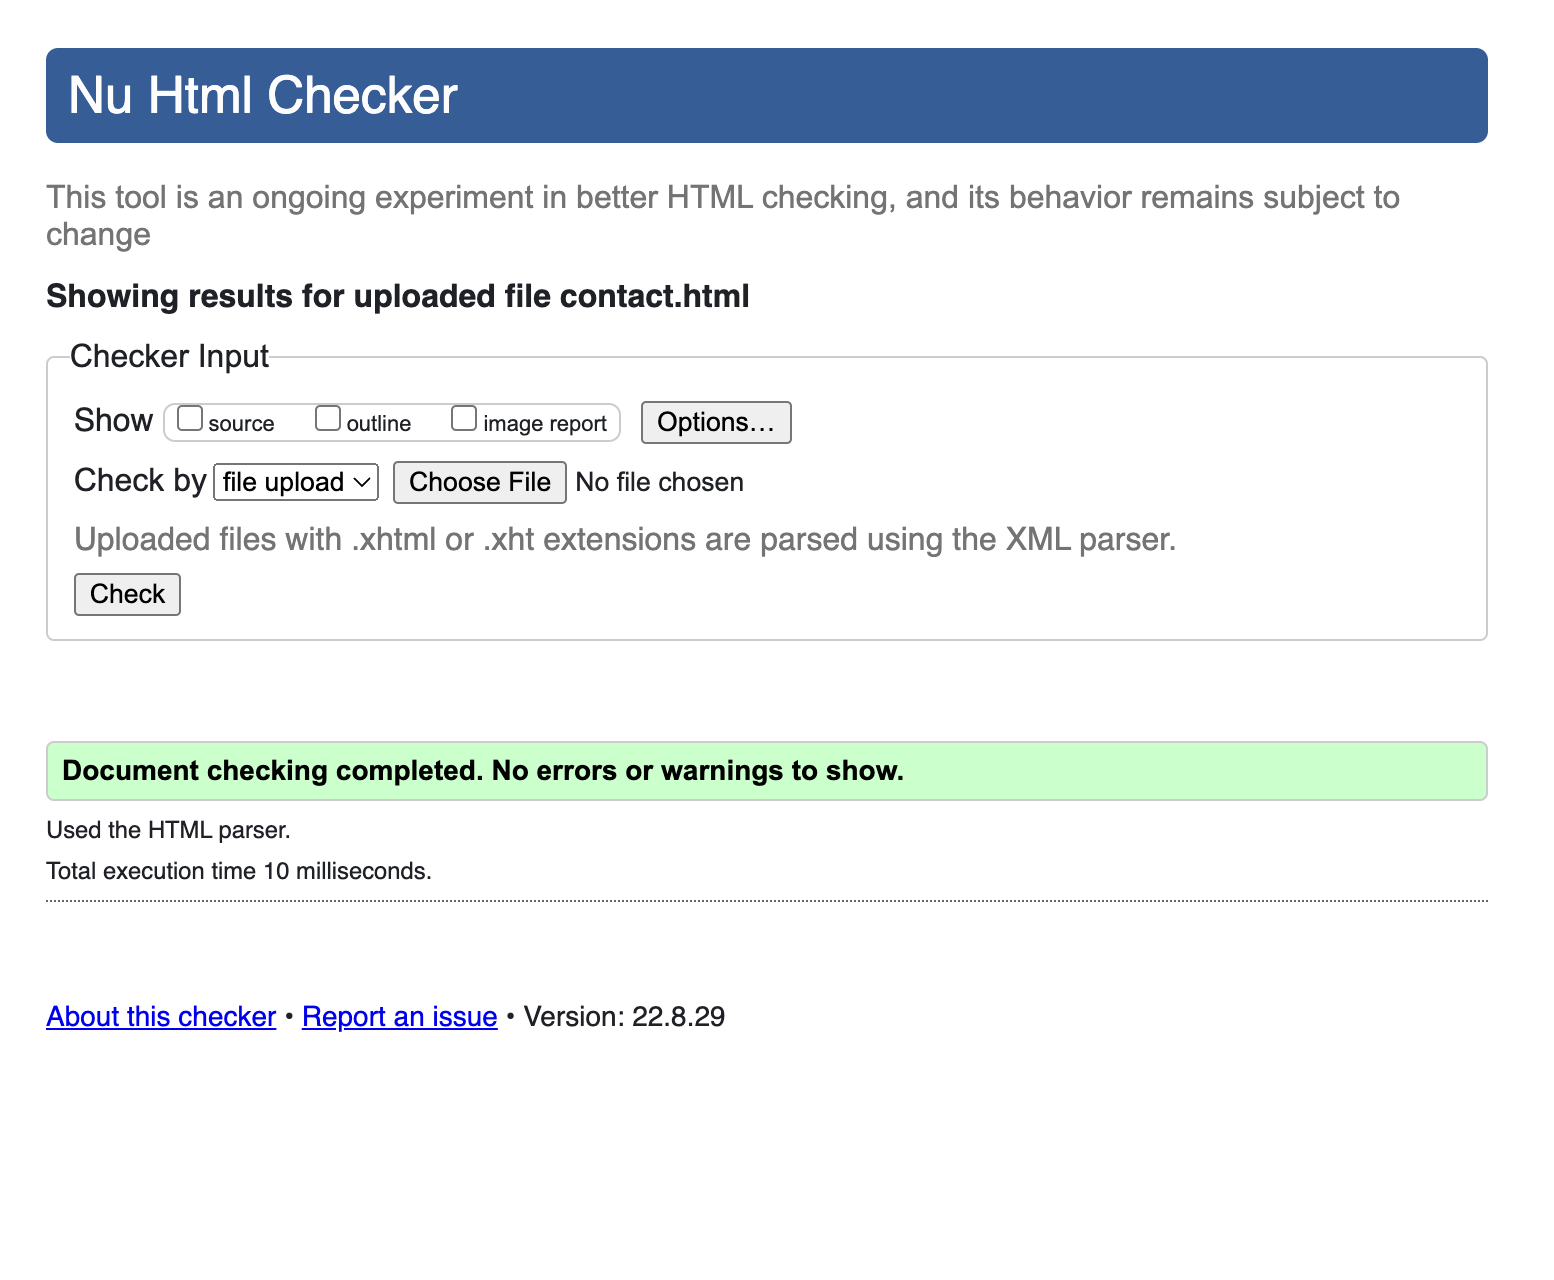 Nu Html Checker
This tool is an ongoing experiment in better HTML checking, and its behavior remains subject to
change
Showing results for uploaded file contact.html
Checker Input
Show source outline image report Options...
Check by file upload Choose File No file chosen
Uploaded files with .xhtml or .xht extensions are parsed using the XML parser.
Check
Document checking completed. No errors or warnings to show.
Used the HTML parser.
Total execution time 10 milliseconds.
About this checker • Report an issue • Version: 22.8.29